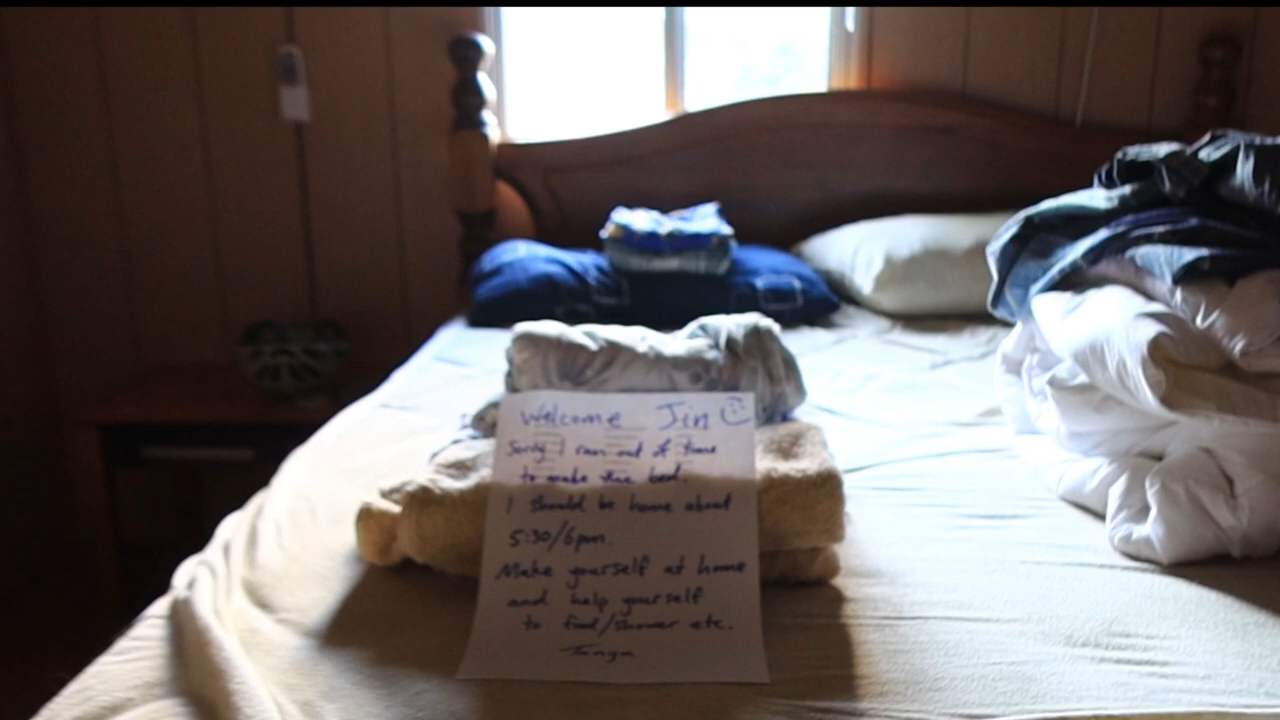 Welcome Jin
Sorry I ran out of time
to make the bed.
I should be home about
5:30/6pm.
Make yourself at home
and help yourself
to food/shower etc.
Tanya